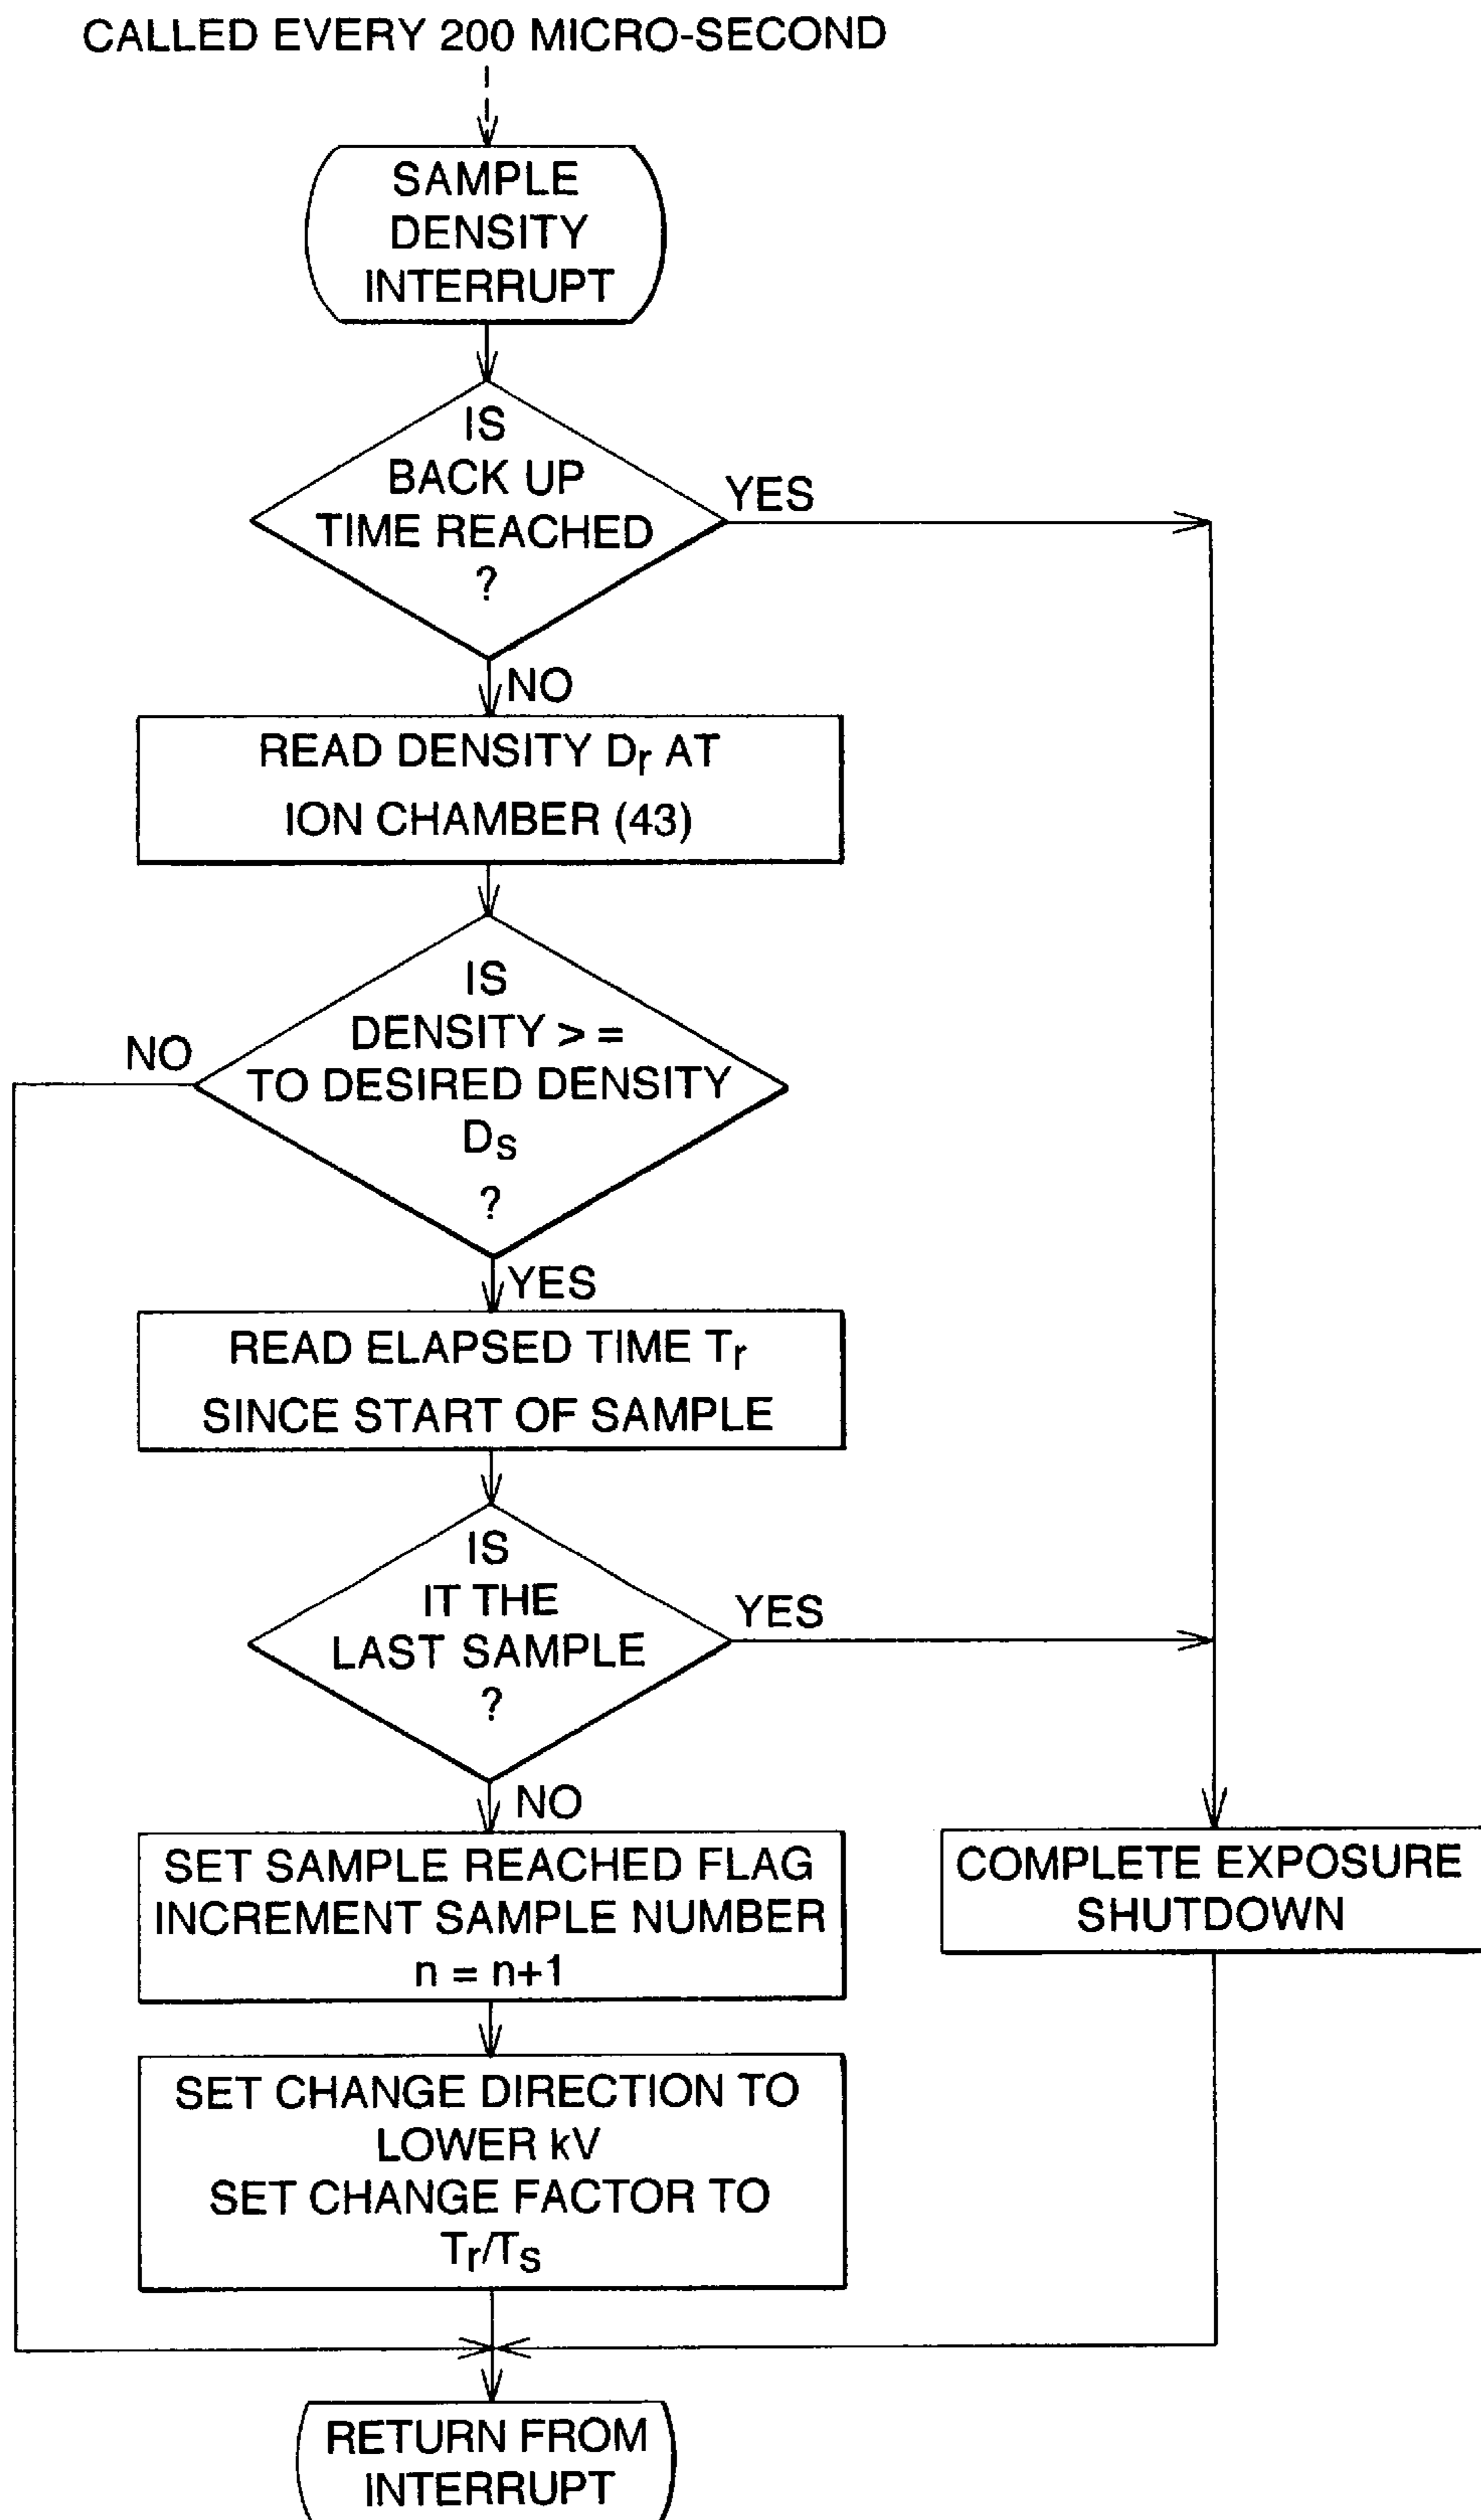 CALLED EVERY 200 MICRO-SECOND
SAMPLE
DENSITY
INTERRUPT
IS
BACK UP
TIME REACHED
?
YES
NO
READ DENSITY Dr AT
ION CHAMBER (43)
IS
DENSITY > =
TO DESIRED DENSITY
Ds
?
NO
YES
READ ELAPSED TIME Tr
SINCE START OF SAMPLE
IS
IT THE
LAST SAMPLE
?
YES
NO
SET SAMPLE REACHED FLAG
INCREMENT SAMPLE NUMBER
n = n+1
COMPLETE EXPOSURE
SHUTDOWN
SET CHANGE DIRECTION TO
LOWER kV
SET CHANGE FACTOR TO
Tr/Ts
RETURN FROM
INTERRUPT